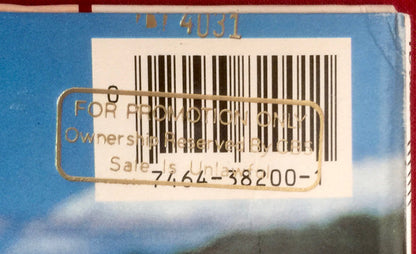 4031
0
FOR PROMOTION ONLY
Ownership Reserved By CBS
Sale Is Unlawful
7464-38200-1